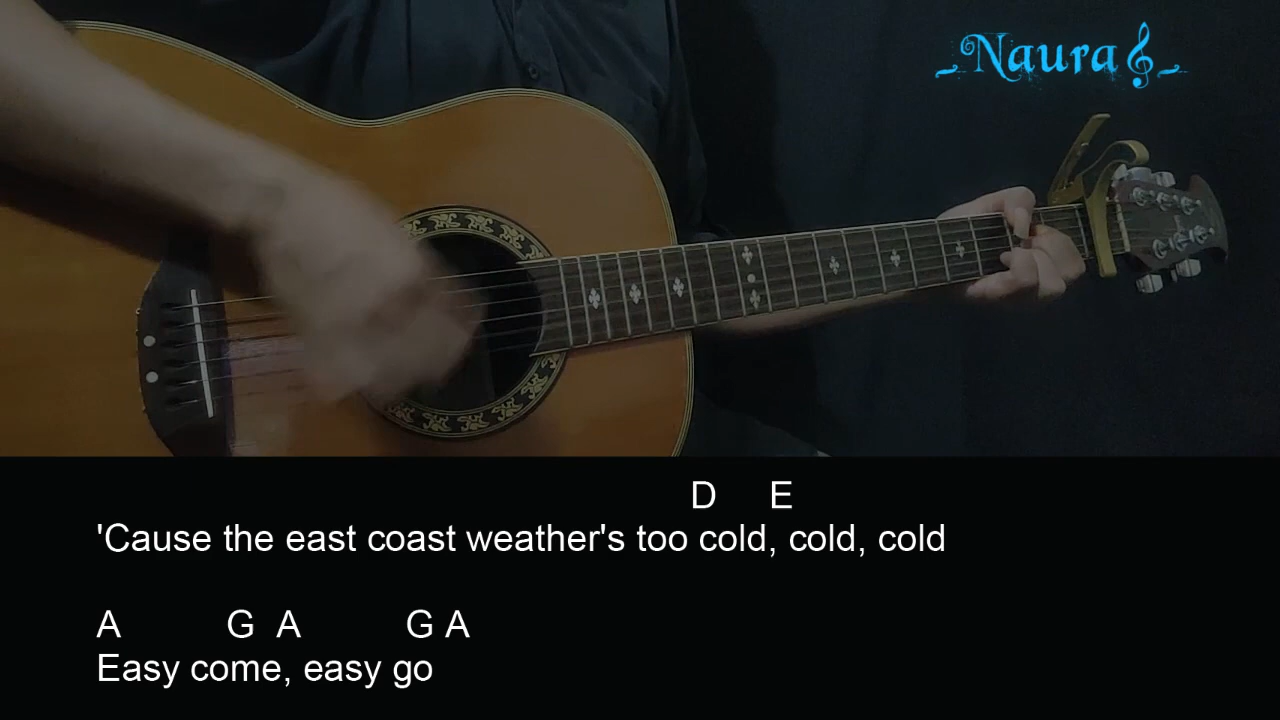 Naura
D E
'Cause the east coast weather's too cold, cold, cold
A G A G A
Easy come, easy go